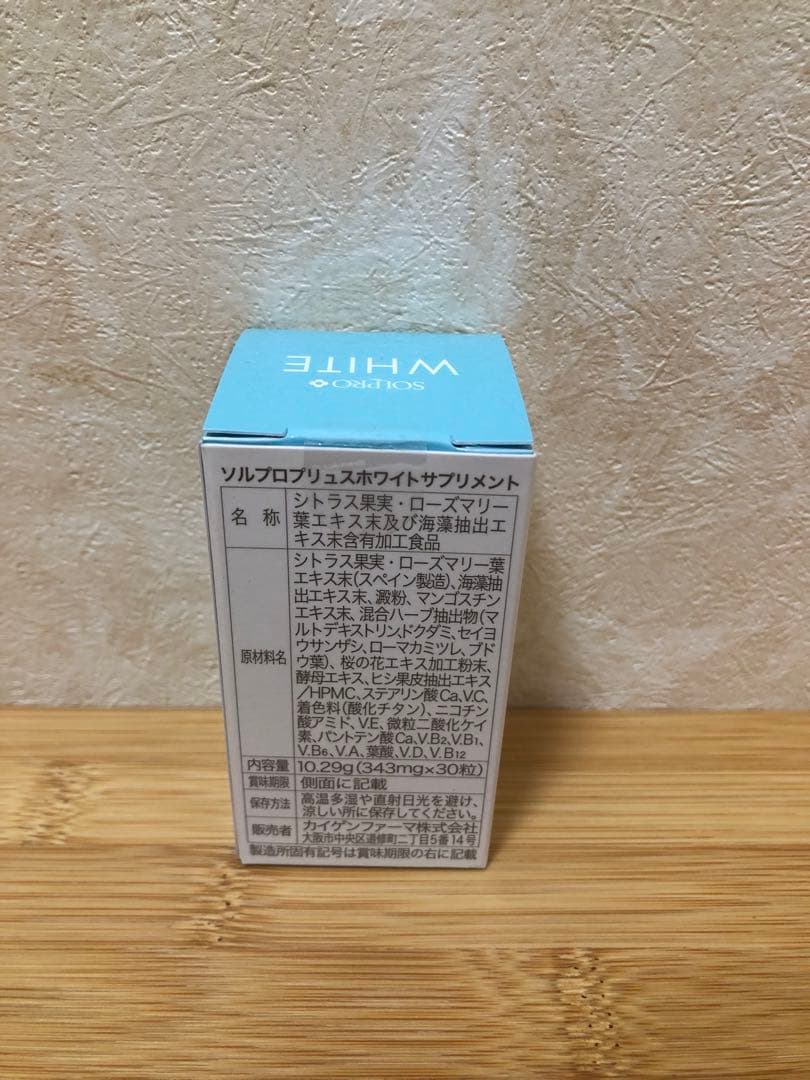 SOLPRO
WHITE
ソルプロプリュスホワイトサプリメント
名 称
シトラス果実・ローズマリー
葉エキス末及び海藻抽出エ
キス末含有加工食品
原材料名
シトラス果実・ローズマリー葉
エキス末(スペイン製造)、海藻抽
出エキス末、澱粉、マンゴスチン
エキス末、混合ハーブ抽出物(マ
ルトデキストリン、ドクダミ、セイヨ
ウサンザシ、ローマカミツレ、ブド
ウ葉)、桜の花エキス加工粉末、
酵母エキス、ヒシ果皮抽出エキス
/HPMC、ステアリン酸Ca、V.C、
着色料(酸化チタン)、ニコチン
酸アミド、V.E、微粒二酸化ケイ
素、パントテン酸Ca、V.B2、V.B1、
V.B6、V.A、葉酸、V.D、V.B12
内容量
10.29g(343mg×30粒)
賞味期限
側面に記載
保存方法
高温多湿や直射日光を避け、
涼しい所に保存してください。
販売者
カイゲンファーマ株式会社
大阪市中央区道修町二丁目5番14号
製造所固有記号は賞味期限の右に記載